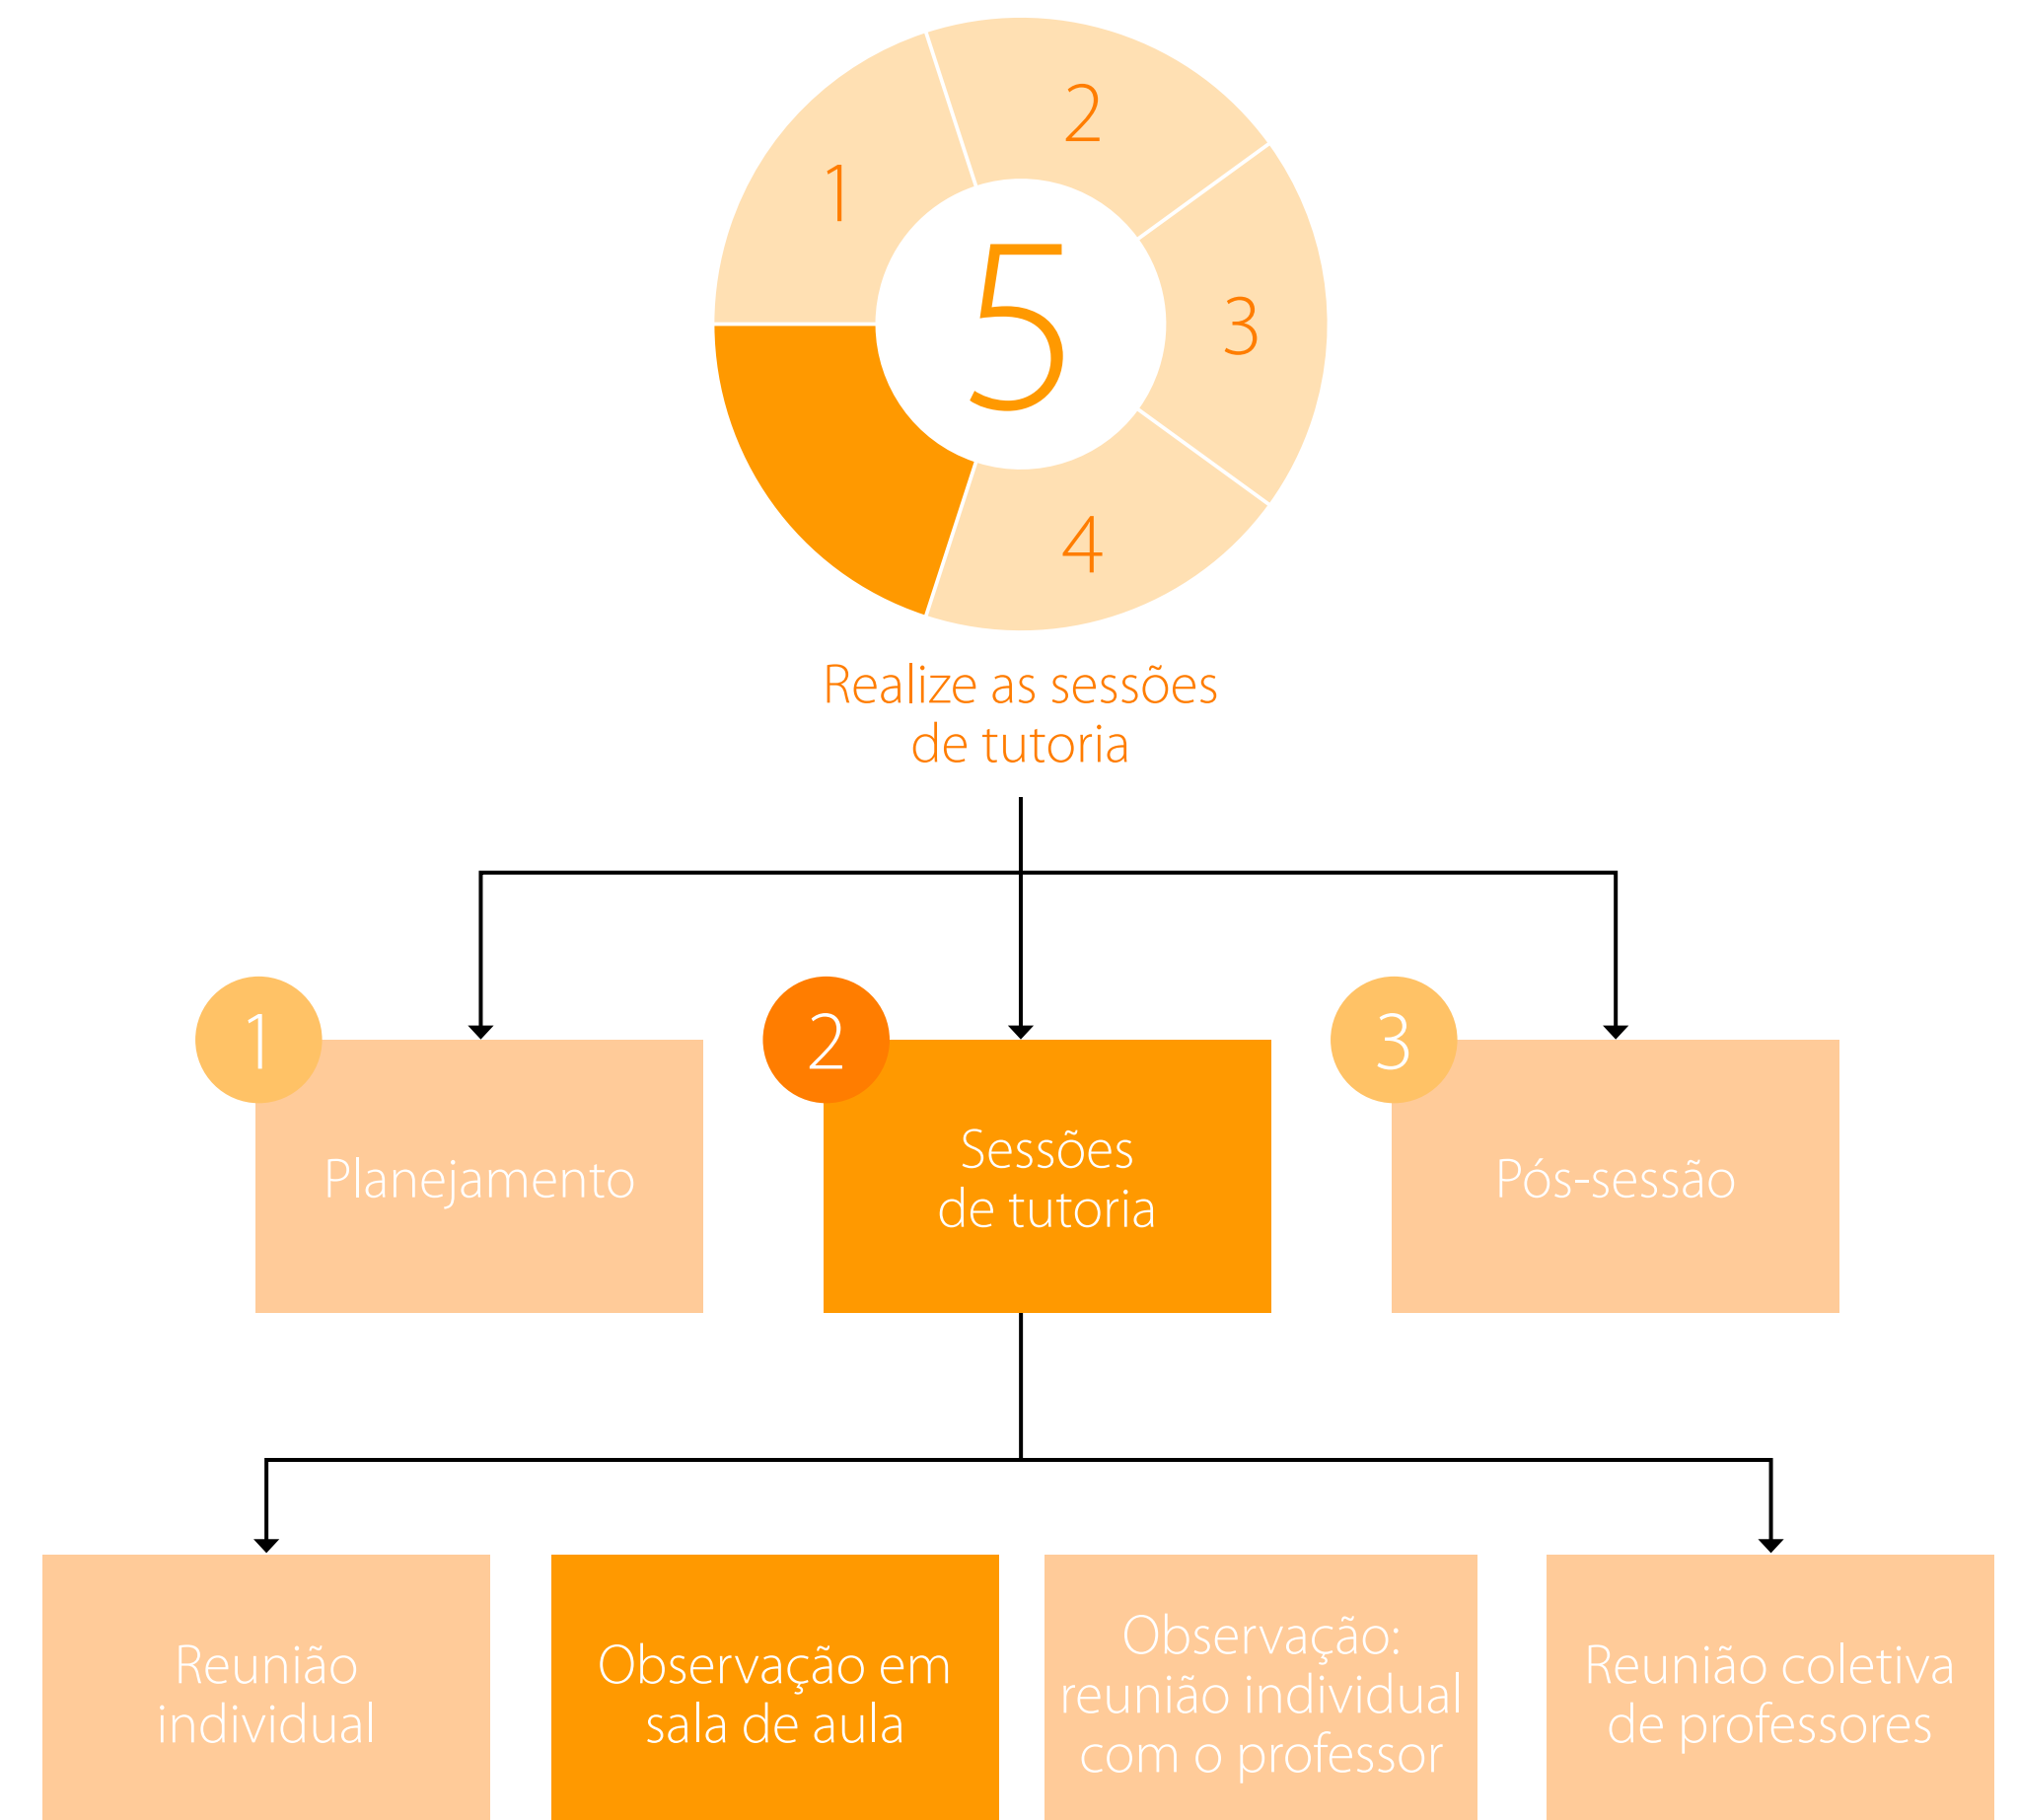 1
2
3
4
5
Realize as sessões
de tutoria
1
Planejamento
2
Sessões
de tutoria
3
Pós-sessão
Reunião
individual
Observação em
sala de aula
Observação:
reunião individual
com o professor
Reunião coletiva
de professores